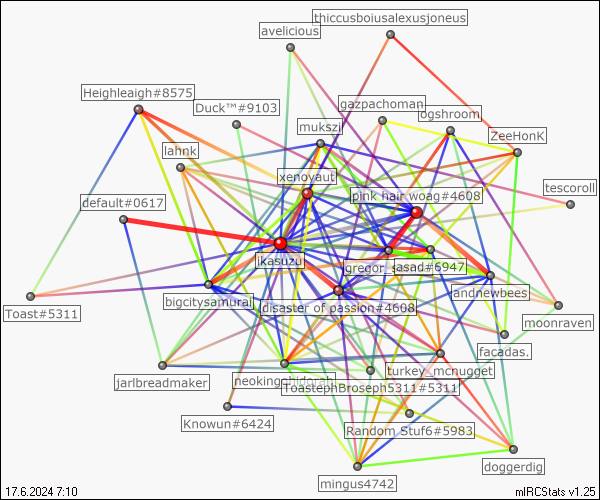 thiccusboiusalexusjoneus
avelicious
Heighleaigh#8575
Duck™#9103
gazpachoman
ogshroom
mukszi
ZeeHonK
lahnk
xenoyaut
pink hair woag#4608
tescoroll
default#0617
ikasuzu
gregor
asad#6947
andnewbees
bigcitysamurai
disaster of passion#4608
Toast#5311
moonraven
facadas.
jarlbreadmaker
neokingghidorah
turkey_mcnugget
ToastephBroseph5311#5311
Knowun#6424
Random Stuf6#5983
doggerdig
mingus4742
17.6.2024 7:10
mIRCStats v1.25